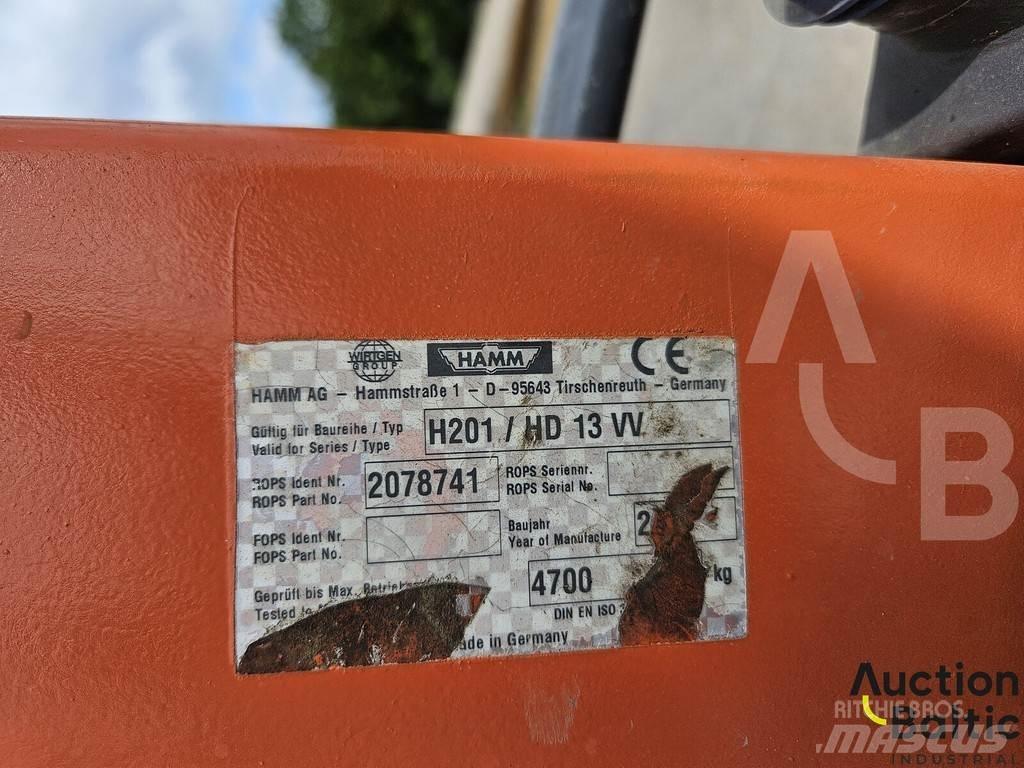 WIRTGEN GROUP
HAMM
CE
HAMM AG – Hammstraße 1 – D–95643 Tirschenreuth – Germany
Gültig für Baureihe / Typ
Valid for Series / Type
H201 / HD 13 VV
ROPS Ident Nr.
ROPS Part No.
2078741
ROPS Seriennr.
ROPS Serial No.
FOPS Ident Nr.
FOPS Part No.
Baujahr
Year of Manufacture
2
Geprüft bis Max.
Tested
4700
kg
DIN EN ISO
in Germany
AB
Auction
Baltic
INDUSTRIAL
RITCHIE BROS.
MASCUS